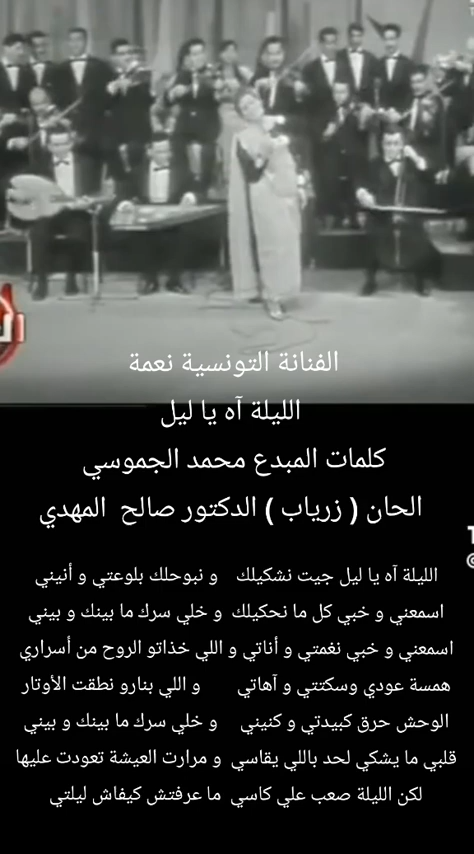 الفنانة التونسية نعمة
الليلة آه يا ليل
كلمات المبدع محمد الجموسي
الحان ( زرياب ) الدكتور صالح المهدي
الليلة آه يا ليل جيت نشكيلك و نبوحلك بلوعتي و أنيني
اسمعني و خبي كل ما نحكيلك و خلي سرك ما بينك و بيني
اسمعني و خبي نغمتي و أناتي و اللي خذاتو الروح من أسراري
همسة عودي وسكتتي و آهاتي و اللي بنارو نطقت الأوتار
الوحش حرق كبيدتي و كنيني و خلي سرك ما بينك و بيني
قلبي ما يشكي لحد باللي يقاسي و مرارت العيشة تعودت عليها
لكن الليلة صعب علي كاسي ما عرفتش كيفاش ليلتي